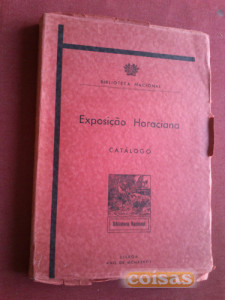 BIBLIOTECA NACIONAL
Exposição Horaciana
CATÁLOGO
Biblioteca Nacional
LISBOA
coisas